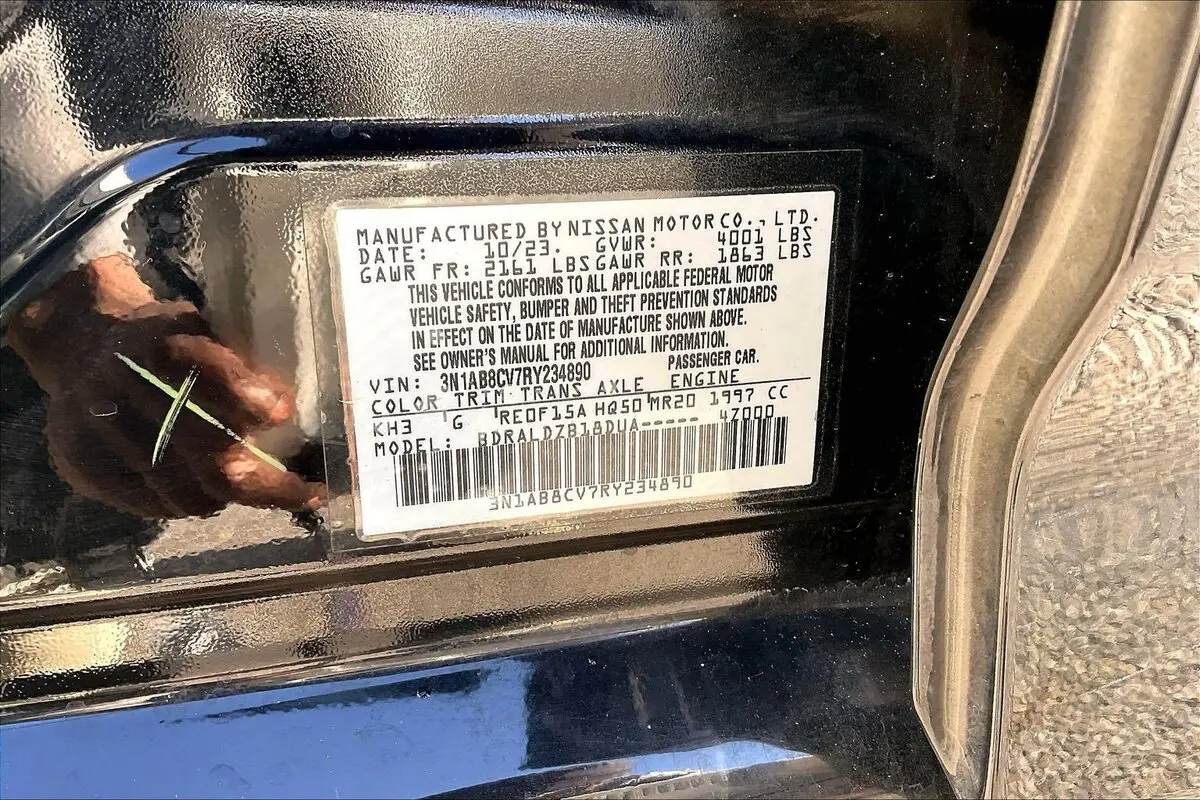 MANUFACTURED BY NISSAN MOTOR CO., LTD.
DATE: 10/23. GVWR: 4001 LBS
GAWR FR: 2161 LBS GAWR RR: 1863 LBS
THIS VEHICLE CONFORMS TO ALL APPLICABLE FEDERAL MOTOR
VEHICLE SAFETY, BUMPER AND THEFT PREVENTION STANDARDS
IN EFFECT ON THE DATE OF MANUFACTURE SHOWN ABOVE.
SEE OWNER'S MANUAL FOR ADDITIONAL INFORMATION.
VIN: 3N1AB8CV7RY234890 PASSENGER CAR.
COLOR TRIM TRANS AXLE ENGINE
KH3 G RE0F15A HQ50 MR20 1997 CC
MODEL: BDRALDZB18DUA----- 4Z000
3N1AB8CV7RY234890